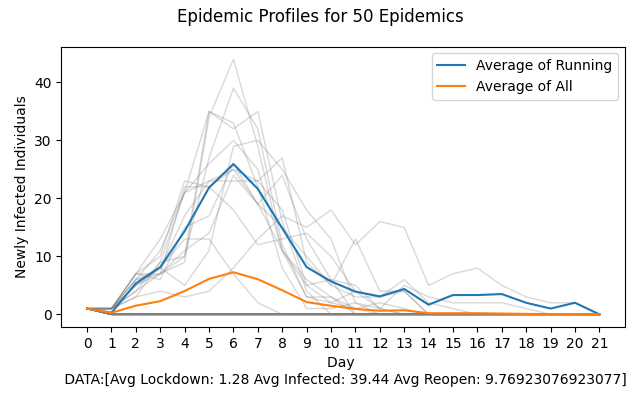 Epidemic Profiles for 50 Epidemics
Average of Running
Average of All
Newly Infected Individuals
40
30
20
10
0
0 1 2 3 4 5 6 7 8 9 10 11 12 13 14 15 16 17 18 19 20 21
Day
DATA:[Avg Lockdown: 1.28 Avg Infected: 39.44 Avg Reopen: 9.76923076923077]